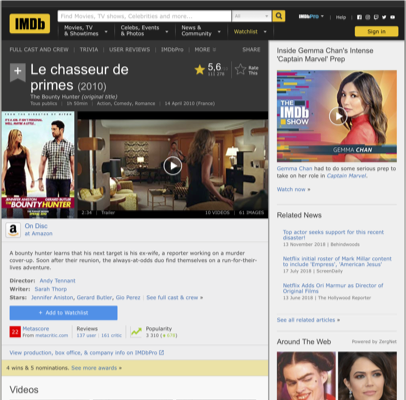 IMDb
Find Movies, TV shows, Celebrities and more...
All
IMDbPro
Help
Movies, TV
& Showtimes
Celebs, Events
& Photos
News &
Community
Watchlist
Sign in
FULL CAST AND CREW | TRIVIA | USER REVIEWS | IMDbPro | MORE
SHARE
Le chasseur de
primes (2010)
The Bounty Hunter (original title)
Tous publics | 1h 50min | Action, Comedy, Romance | 14 April 2010 (France)
5,6
Rate
This
JENNIFER ANISTON GERARD BUTLER
THE BOUNTY HUNTER
2:34 | Trailer
10 VIDEOS | 61 IMAGES
a
On Disc
at Amazon
A bounty hunter learns that his next target is his ex-wife, a reporter working on a murder
cover-up. Soon after their reunion, the always-at-odds duo find themselves on a run-for-their-
lives adventure.
Director: Andy Tennant
Writer: Sarah Thorp
Stars: Jennifer Aniston, Gerard Butler, Gio Perez | See full cast & crew »
+ Add to Watchlist
22
Metascore
From metacritic.com
Reviews
137 user | 161 critic
Popularity
3 310
View production, box office, & company info on IMDbPro
4 wins & 5 nominations. See more awards »
Videos
Inside Gemma Chan's Intense
'Captain Marvel' Prep
THE
IMDb
SHOW
GEMMA CHAN
Gemma Chan had to do some serious prep to
take on her role in Captain Marvel.
Watch now »
Related News
Top actor seeks support for this recent
disaster!
13 November 2018 | Behindwoods
Netflix initial roster of Mark Millar content
to include 'Empress', 'American Jesus'
17 July 2018 | ScreenDaily
Netflix Adds Ori Marmur as Director of
Original Films
13 June 2018 | The Hollywood Reporter
See all related articles »
Around The Web
Powered by ZergNet